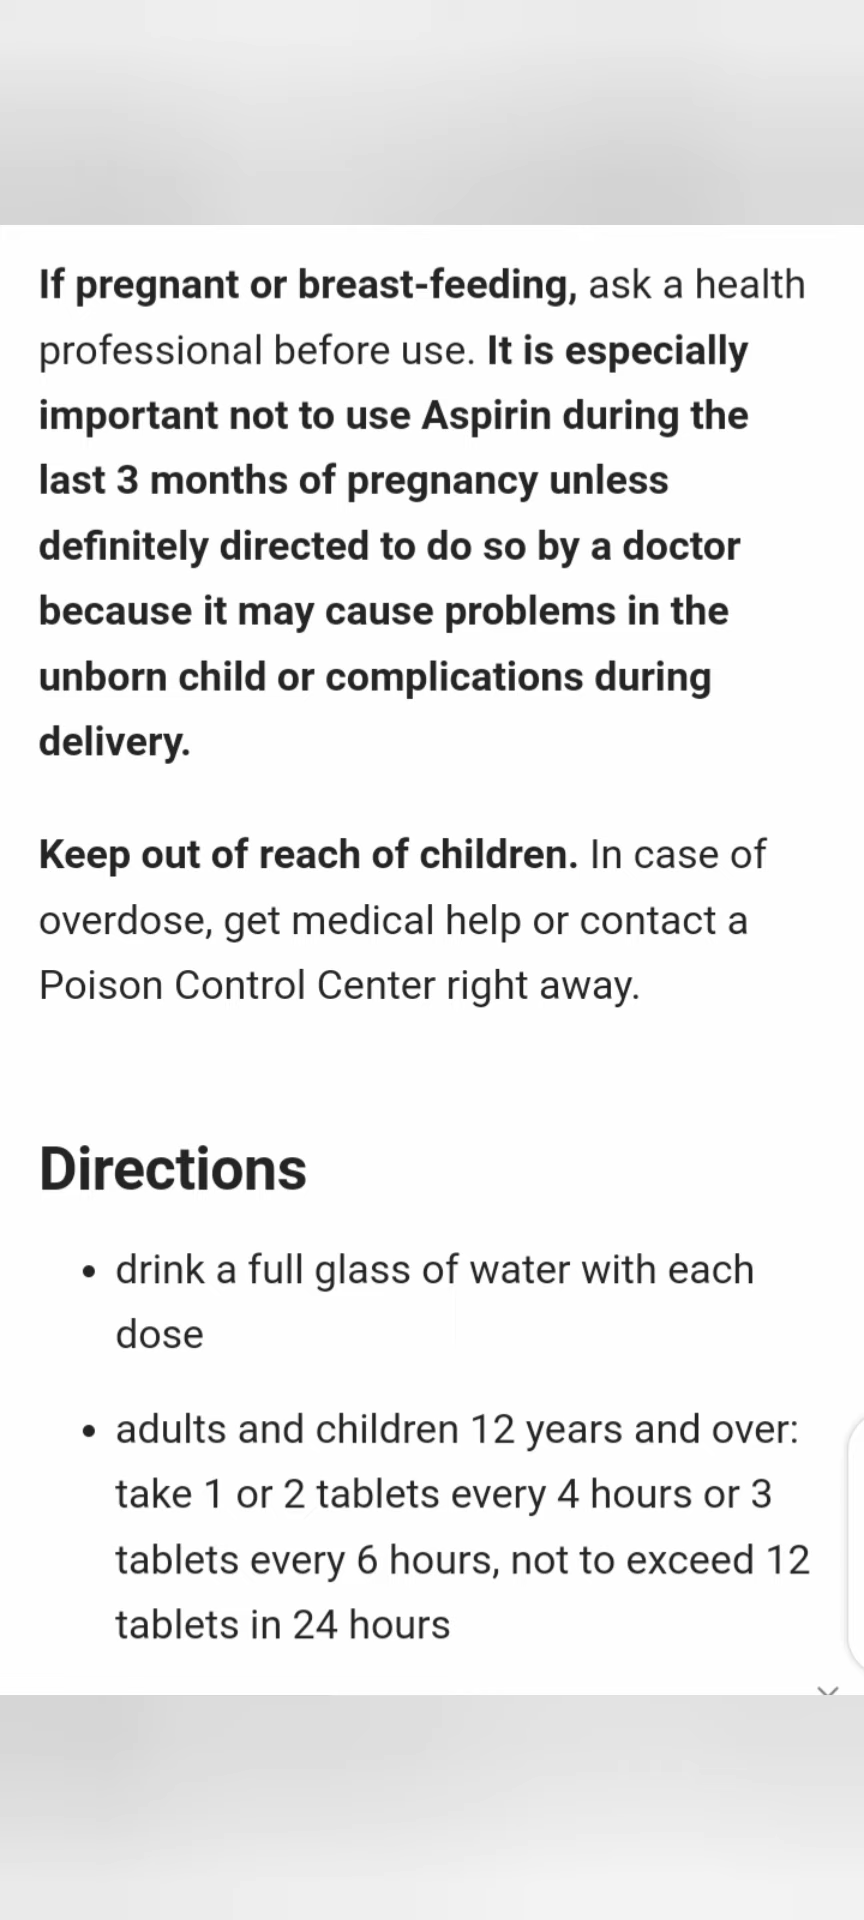 If pregnant or breast-feeding, ask a health
professional before use. It is especially
important not to use Aspirin during the
last 3 months of pregnancy unless
definitely directed to do so by a doctor
because it may cause problems in the
unborn child or complications during
delivery.
Keep out of reach of children. In case of
overdose, get medical help or contact a
Poison Control Center right away.
Directions
• drink a full glass of water with each
dose
• adults and children 12 years and over:
take 1 or 2 tablets every 4 hours or 3
tablets every 6 hours, not to exceed 12
tablets in 24 hours